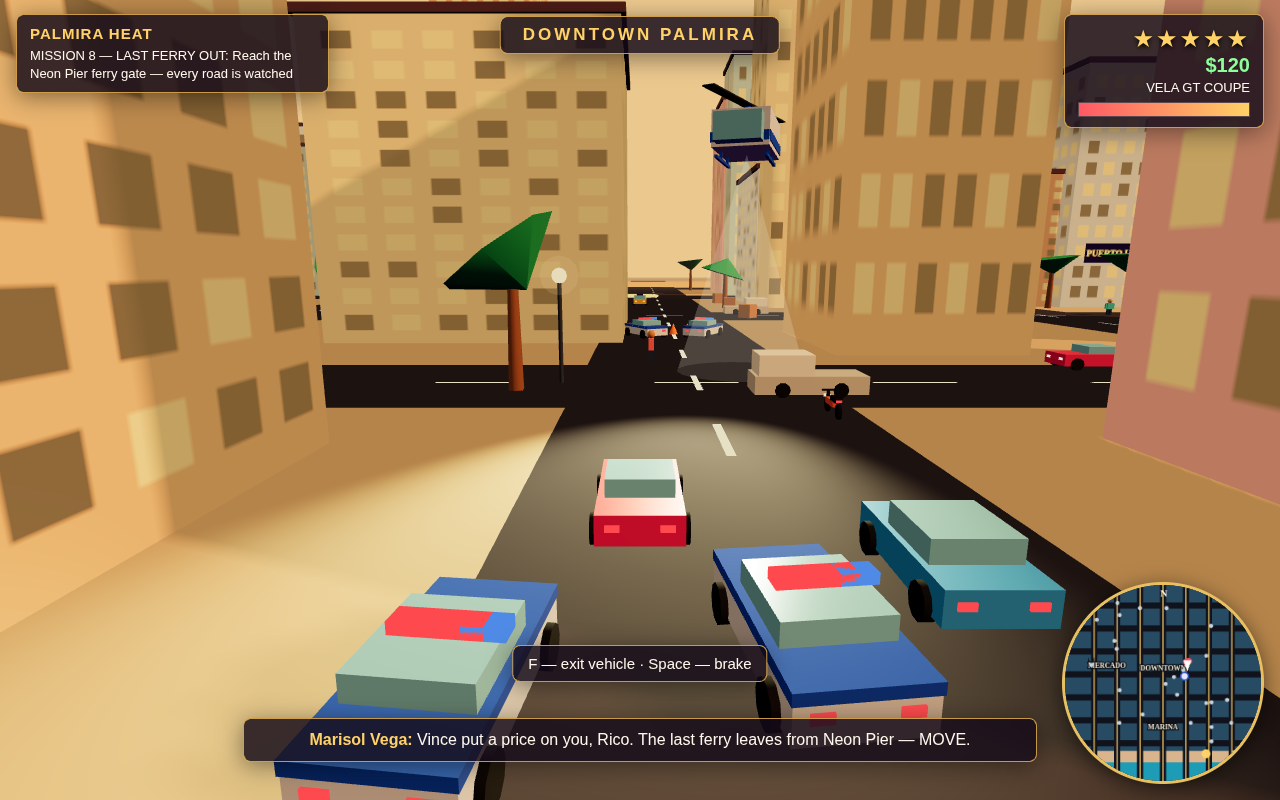 PALMIRA HEAT
MISSION 8 — LAST FERRY OUT: Reach the
Neon Pier ferry gate — every road is watched
DOWNTOWN PALMIRA
★★★★★
$120
VELA GT COUPE
F — exit vehicle · Space — brake
Marisol Vega: Vince put a price on you, Rico. The last ferry leaves from Neon Pier — MOVE.
N
MERCADO
DOWNTOWN
MARINA